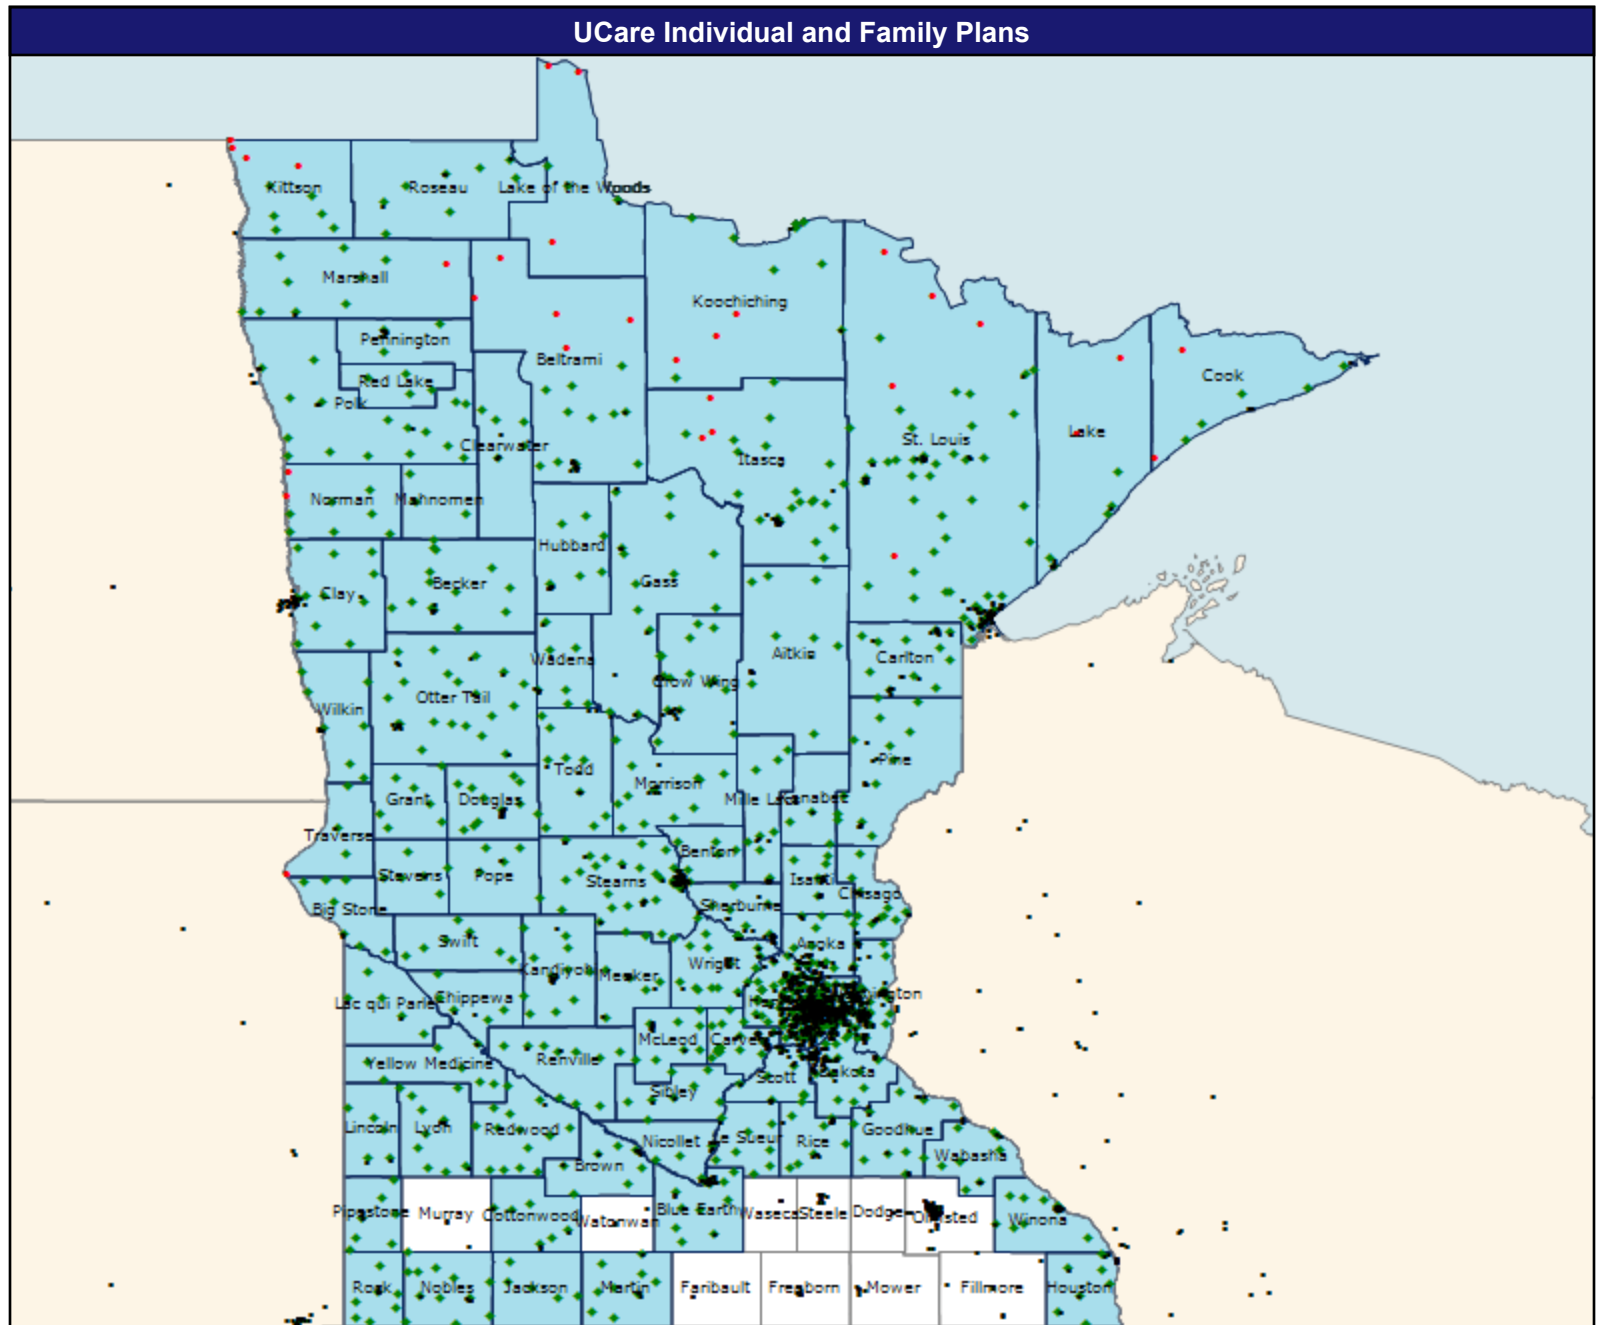 UCare Individual and Family Plans
Kittson
Roseau
Lake of the Woods
Marshall
Koochiching
Pennington
Beltrami
Red Lake
Cook
Polk
Lake
St. Louis
Clearwater
Itasca
Norman
Mahnomen
Hubbard
Cass
Becker
Clay
Aitkin
Carlton
Wadena
Crow Wing
Otter Tail
Wilkin
Pine
Todd
Morrison
Grant
Douglas
Mille Lacs
Kanabec
Traverse
Benton
Stevens
Pope
Stearns
Isanti
Chisago
Sherburne
Big Stone
Swift
Anoka
Wright
Kandiyohi
Meeker
Lac qui Parle
Chippewa
McLeod
Carver
Renville
Yellow Medicine
Scott
Dakota
Sibley
Lincoln
Lyon
Redwood
Goodhue
Nicollet
Le Sueur
Rice
Wabasha
Brown
Pipestone
Murray
Cottonwood
Watonwan
Blue Earth
Waseca
Steele
Dodge
Olmsted
Winona
Rock
Nobles
Jackson
Martin
Faribault
Freeborn
Mower
Fillmore
Houston